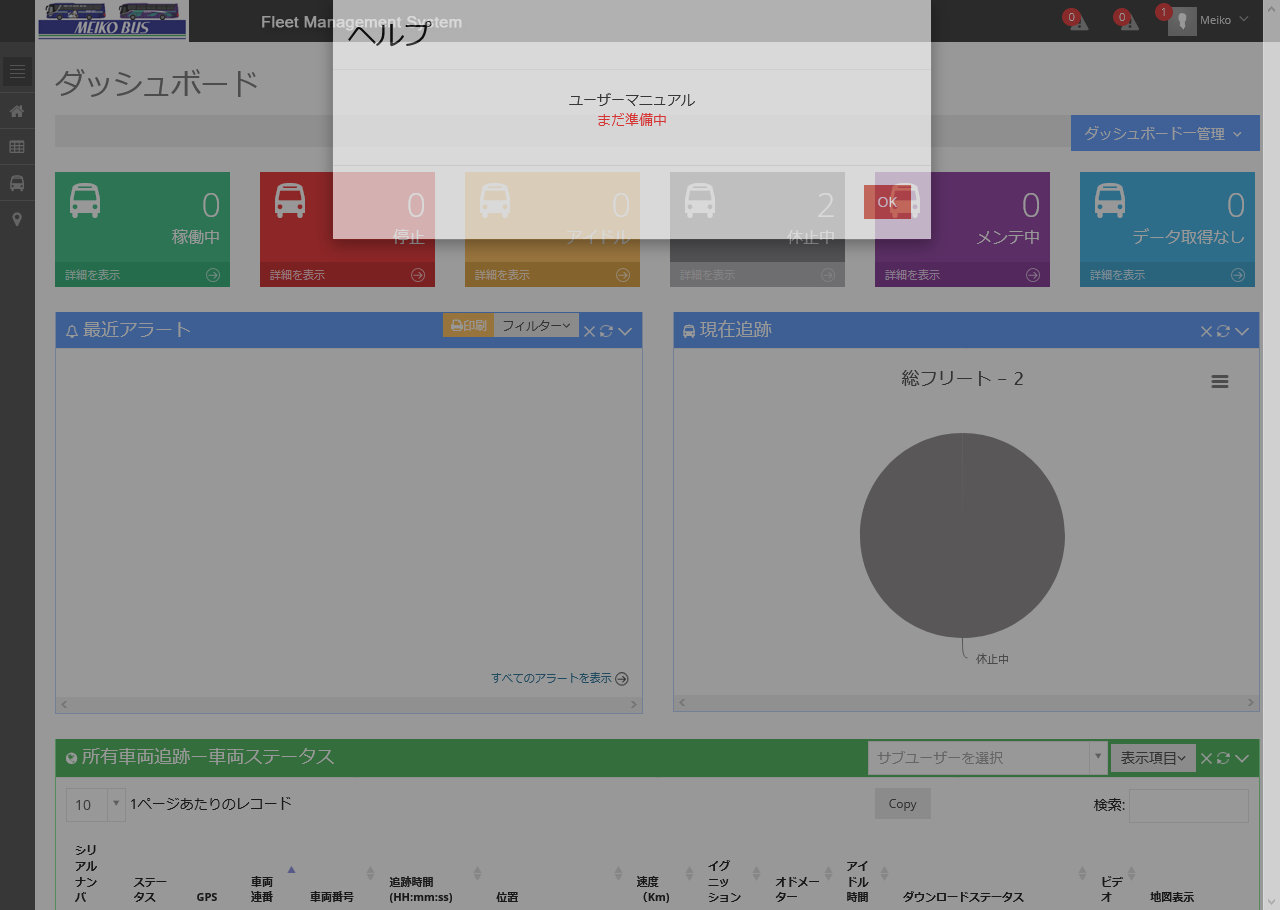 MEIKO BUS
Fleet Management System
0
0
1
Meiko
ヘルプ
ユーザーマニュアル
まだ準備中
OK
ダッシュボード
ダッシュボードー管理
0
稼働中
詳細を表示
0
停止
詳細を表示
0
アイドル
詳細を表示
2
休止中
詳細を表示
0
メンテ中
詳細を表示
0
データ取得なし
詳細を表示
最近アラート
印刷
フィルター
すべてのアラートを表示
現在追跡
総フリート – 2
休止中
所有車両追跡ー車両ステータス
サブユーザーを選択
表示項目
10
1ページあたりのレコード
Copy
検索:
シリ
アル
ナン
バ
ステー
タス
GPS
車両
連番
車両番号
追跡時間
(HH:mm:ss)
位置
速度
（Km)
イグ
ニッ
ション
オドメー
ター
アイ
ドル
時間
ダウンロードステータス
ビデ
オ
地図表示